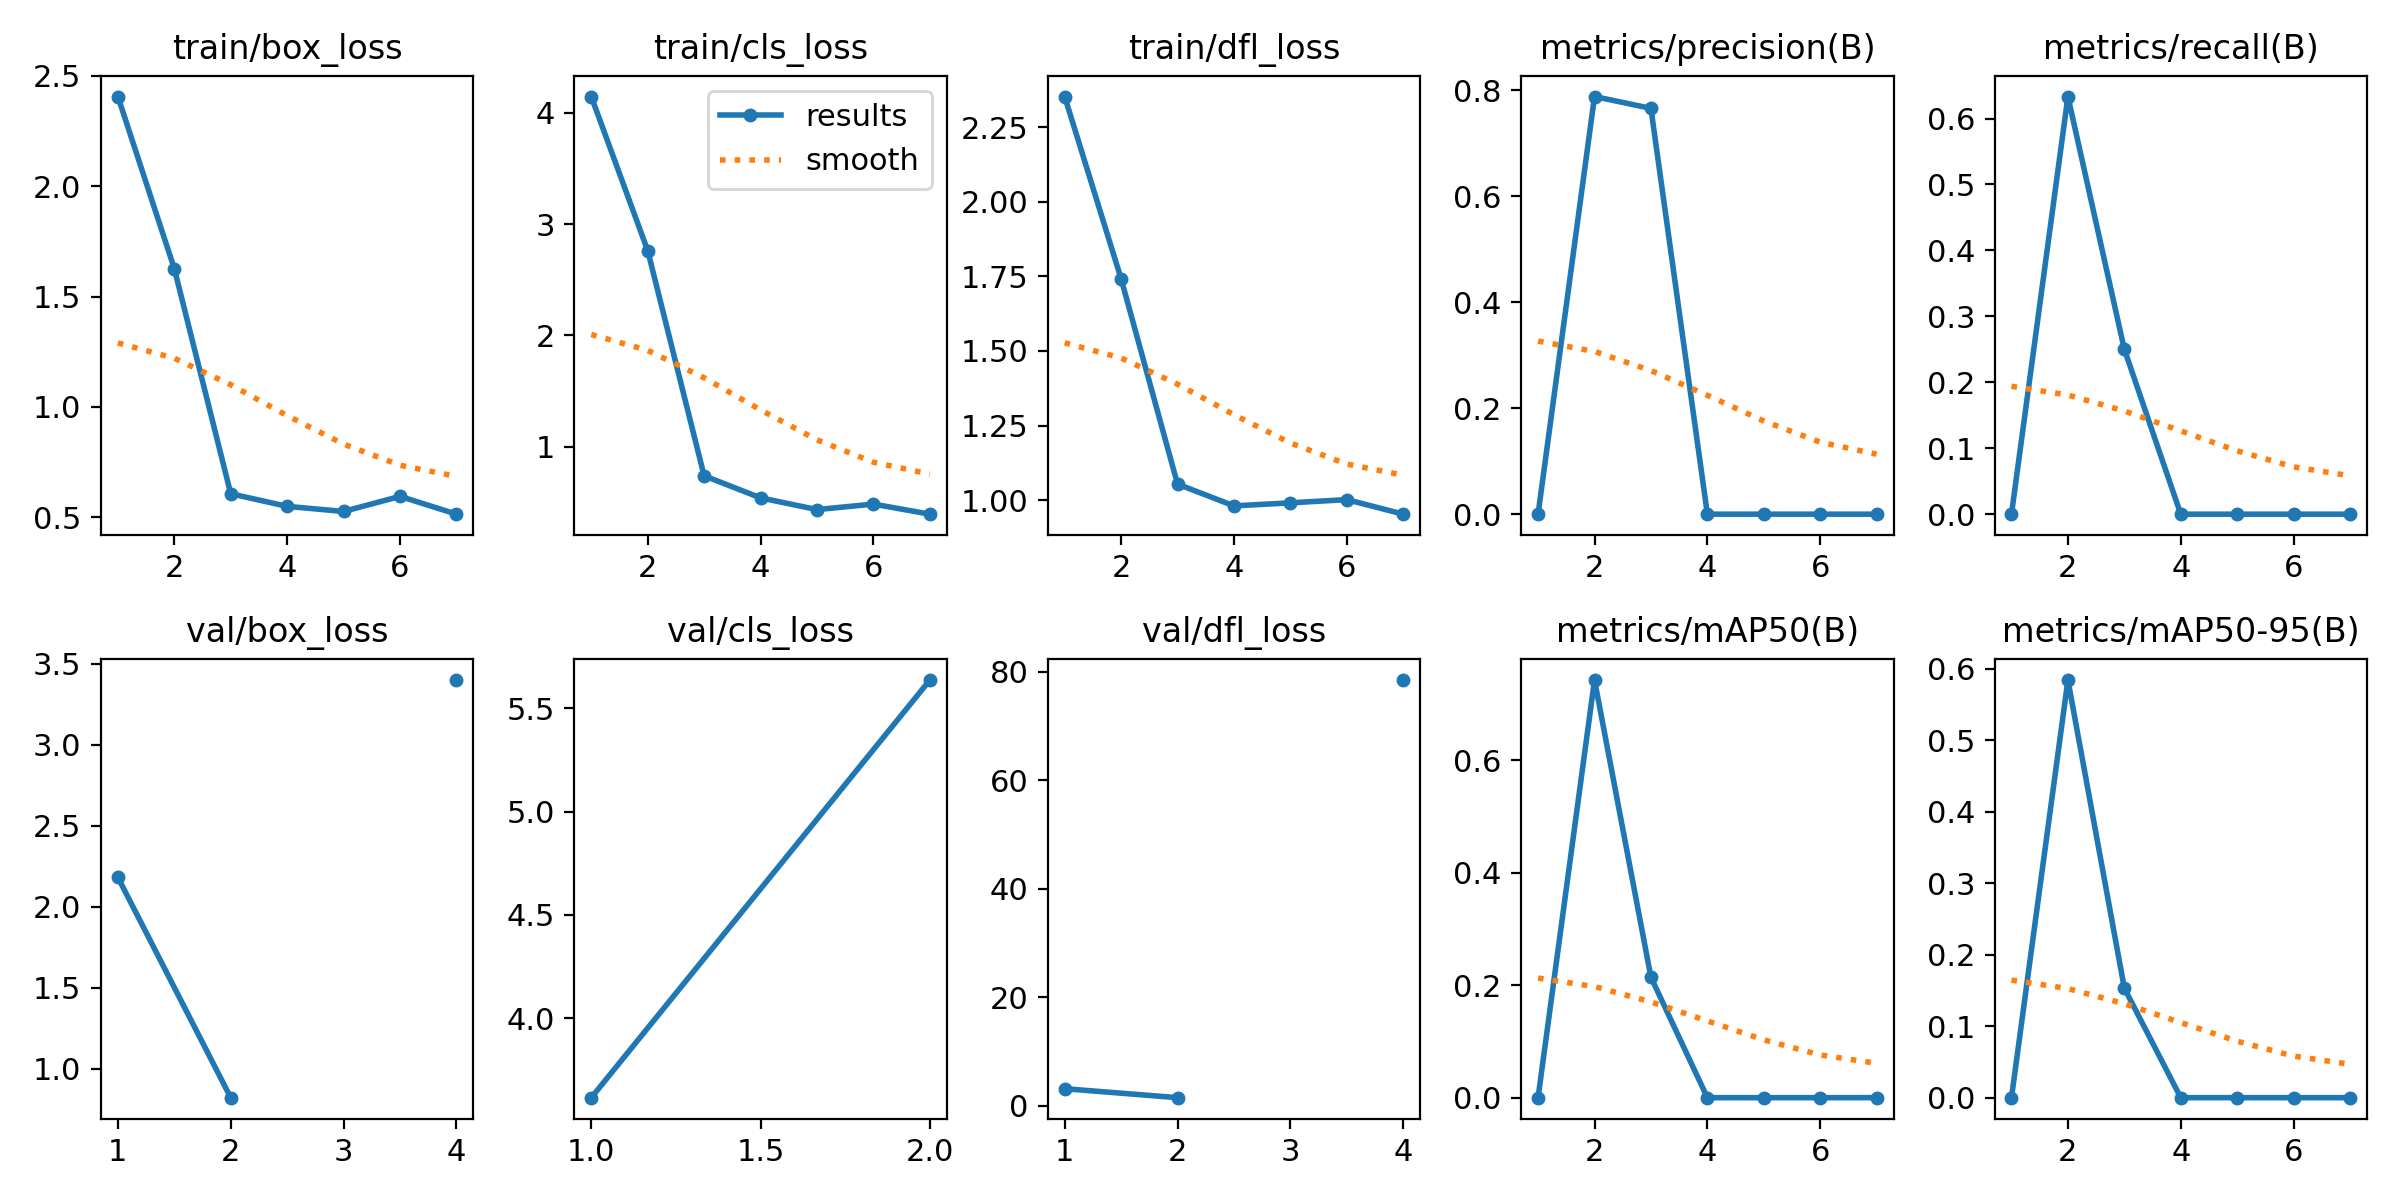 train/box_loss
2.5
2.0
1.5
1.0
0.5
2 4 6
train/cls_loss
results
smooth
4
3
2
1
2 4 6
train/dfl_loss
2.25
2.00
1.75
1.50
1.25
1.00
2 4 6
metrics/precision(B)
0.8
0.6
0.4
0.2
0.0
2 4 6
metrics/recall(B)
0.6
0.5
0.4
0.3
0.2
0.1
0.0
2 4 6
val/box_loss
3.5
3.0
2.5
2.0
1.5
1.0
1 2 3 4
val/cls_loss
5.5
5.0
4.5
4.0
1.0 1.5 2.0
val/dfl_loss
80
60
40
20
0
1 2 3 4
metrics/mAP50(B)
0.6
0.4
0.2
0.0
2 4 6
metrics/mAP50-95(B)
0.6
0.5
0.4
0.3
0.2
0.1
0.0
2 4 6